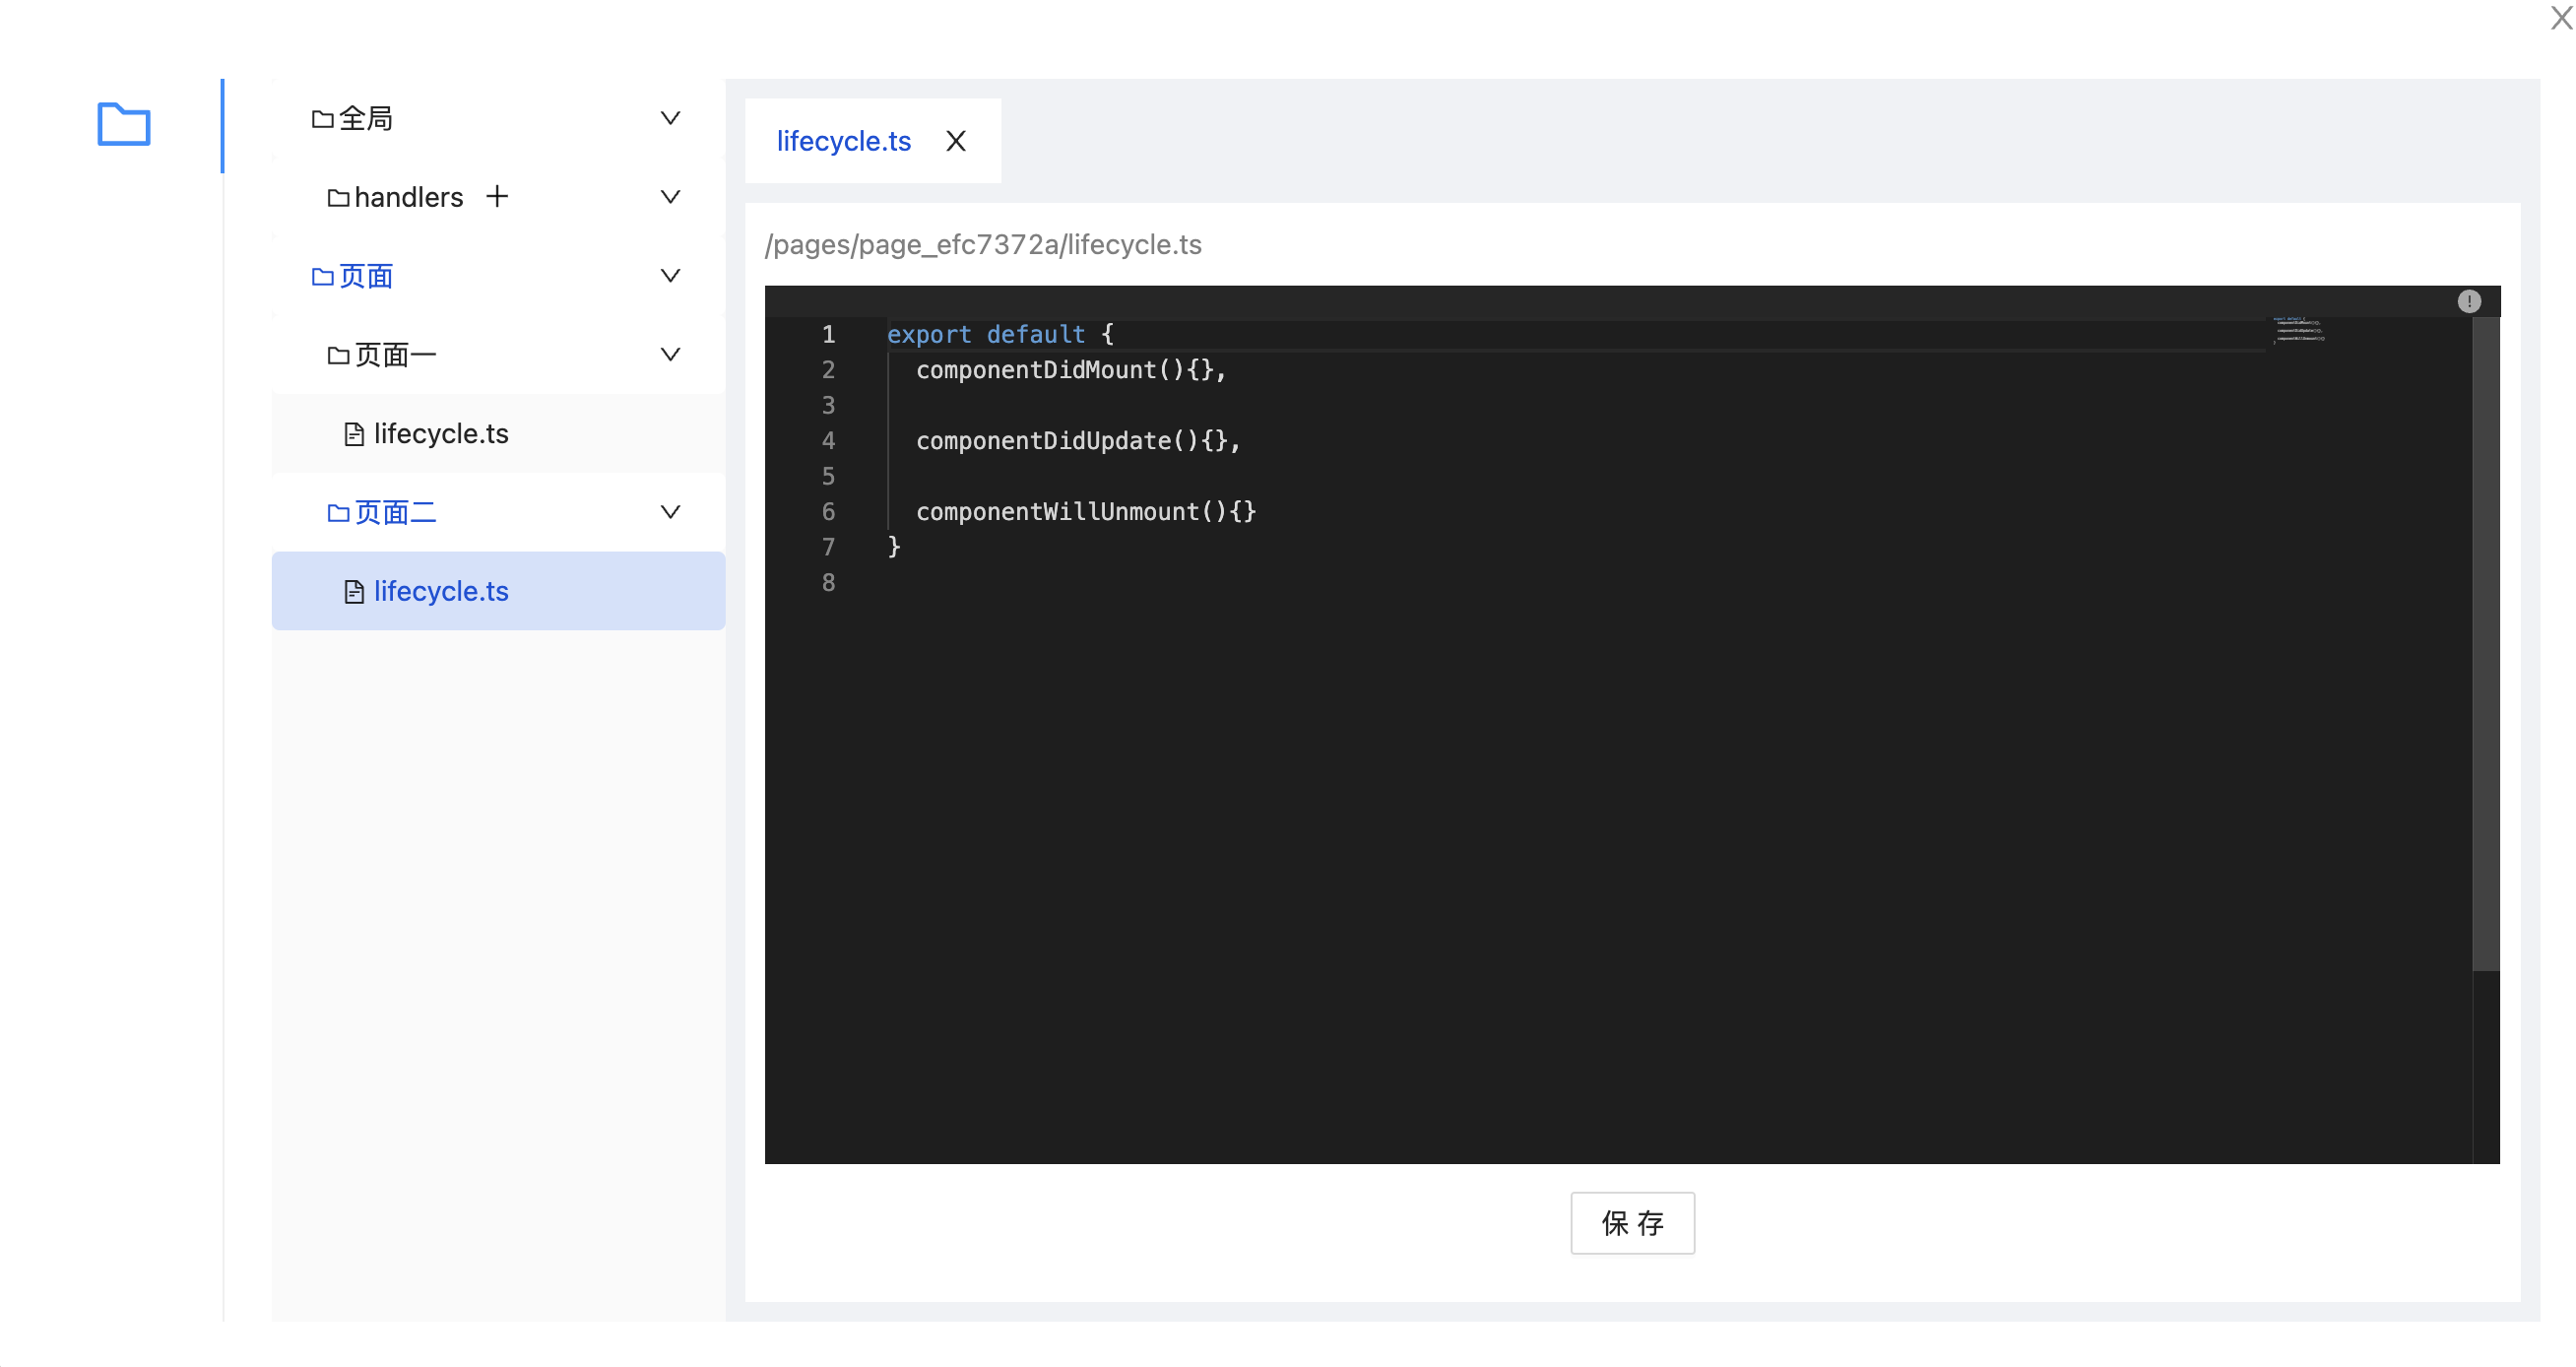 全局
handlers
页面
页面一
lifecycle.ts
页面二
lifecycle.ts
lifecycle.ts X
/pages/page_efc7372a/lifecycle.ts
1 export default {
2 componentDidMount(){},
3
4 componentDidUpdate(){},
5
6 componentWillUnmount(){}
7 }
8
保 存